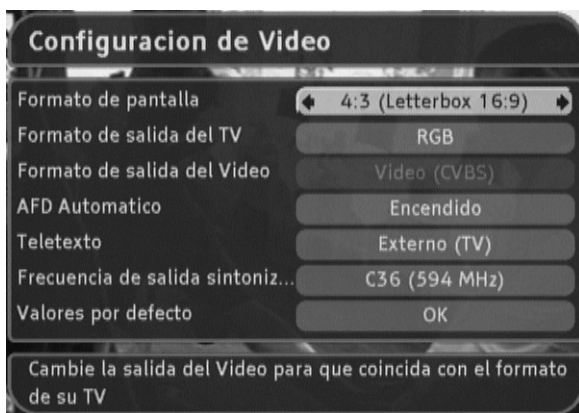 Configuracion de Video
Formato de pantalla 4:3 (Letterbox 16:9)
Formato de salida del TV RGB
Formato de salida del Video Video (CVBS)
AFD Automatico Encendido
Teletexto Externo (TV)
Frecuencia de salida sintoniz... C36 (594 MHz)
Valores por defecto OK
Cambie la salida del Video para que coincida con el formato
de su TV